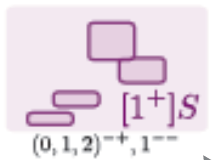 [1⁺]S
(0, 1, 2)⁻⁺, 1⁻⁻